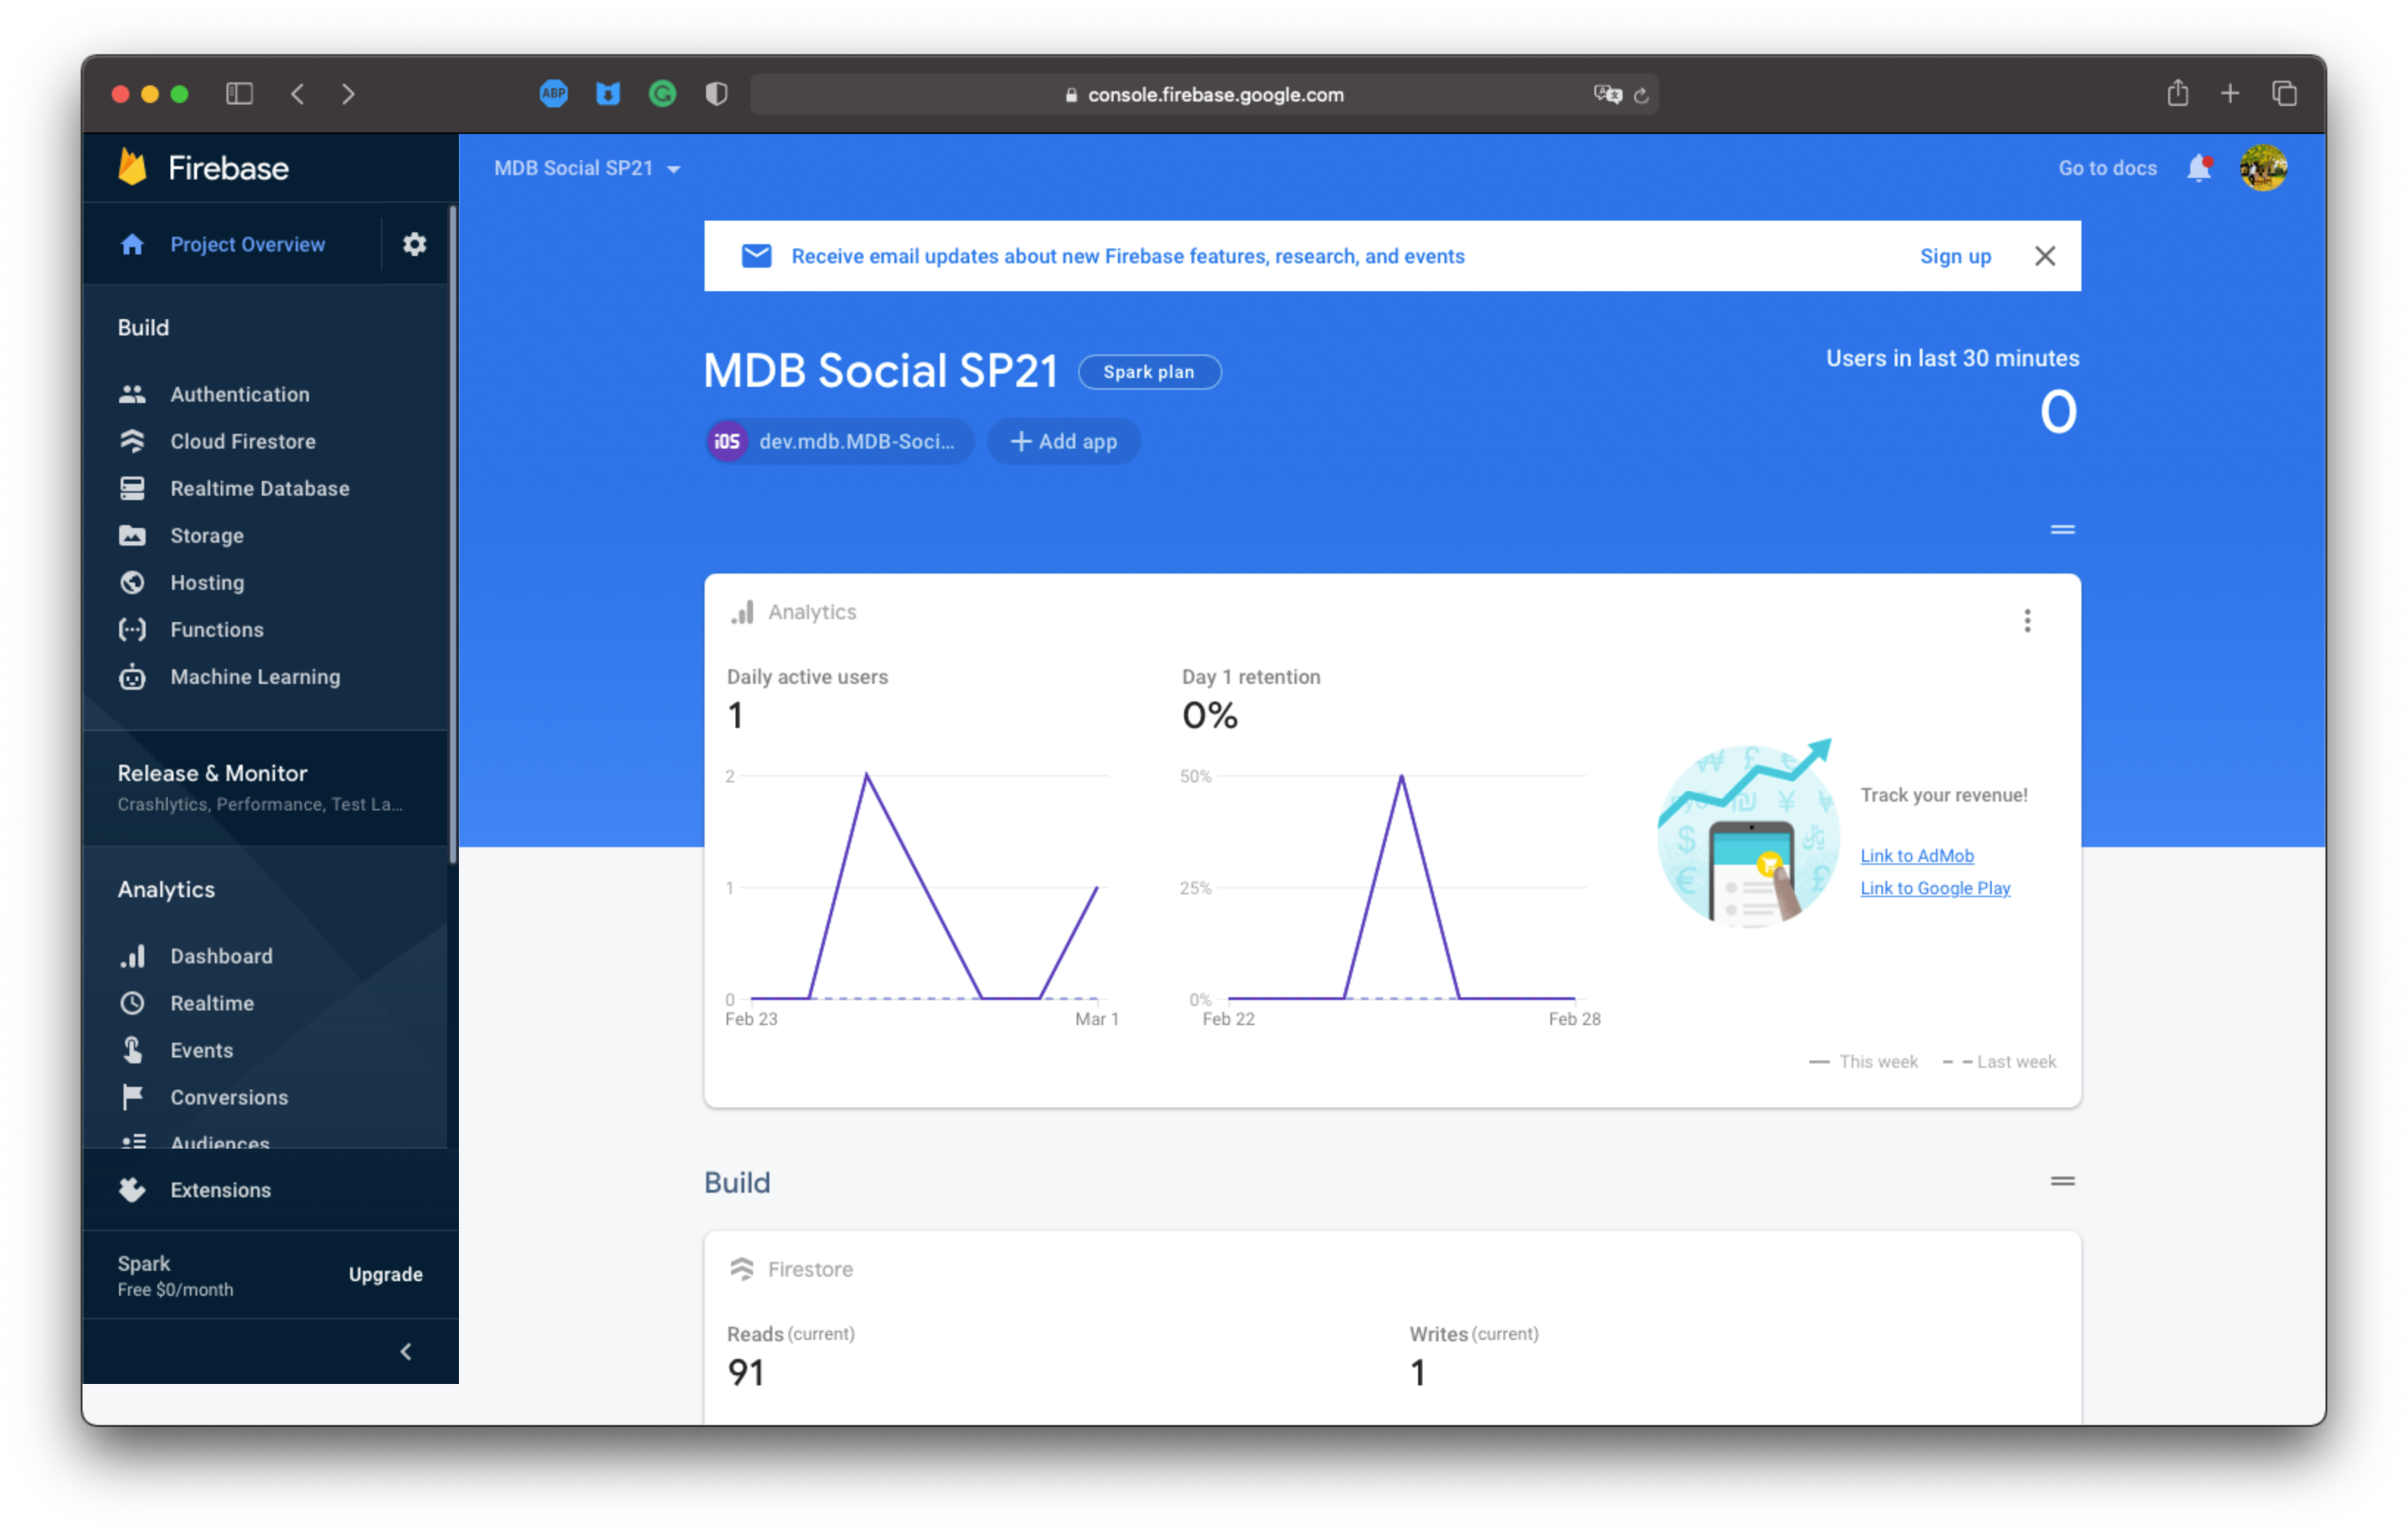 ABP
console.firebase.google.com
Firebase
MDB Social SP21
Go to docs
Project Overview
Receive email updates about new Firebase features, research, and events
Sign up
Build
Authentication
Cloud Firestore
Realtime Database
Storage
Hosting
Functions
Machine Learning
Release & Monitor
Crashlytics, Performance, Test La...
Analytics
Dashboard
Realtime
Events
Conversions
Audiences
Extensions
Spark
Free $0/month
Upgrade
MDB Social SP21
Spark plan
iOS
dev.mdb.MDB-Soci...
Add app
Users in last 30 minutes
0
Analytics
Daily active users
1
2
1
0
Feb 23
Mar 1
Day 1 retention
0%
50%
25%
0%
Feb 22
Feb 28
Track your revenue!
Link to AdMob
Link to Google Play
This week
Last week
Build
Firestore
Reads (current)
91
Writes (current)
1